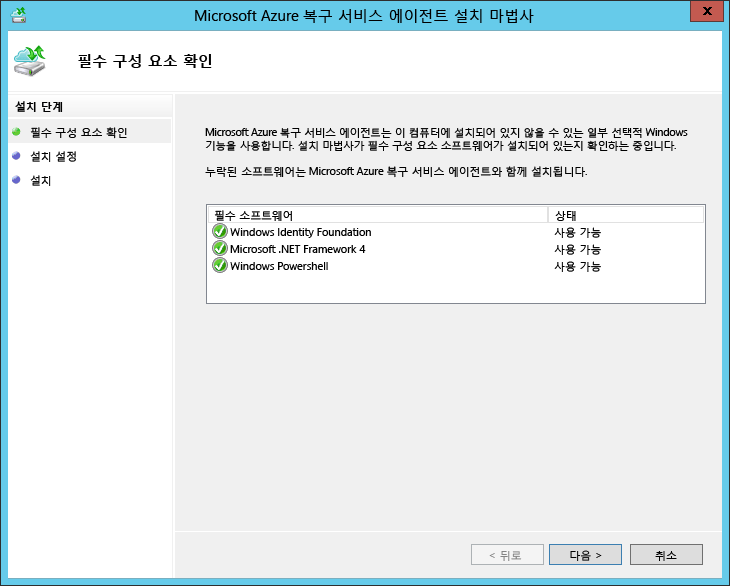 Microsoft Azure 복구 서비스 에이전트 설치 마법사
x
필수 구성 요소 확인
설치 단계
필수 구성 요소 확인
설치 설정
설치
Microsoft Azure 복구 서비스 에이전트는 이 컴퓨터에 설치되어 있지 않을 수 있는 일부 선택적 Windows
기능을 사용합니다. 설치 마법사가 필수 구성 요소 소프트웨어가 설치되어 있는지 확인하는 중입니다.
누락된 소프트웨어는 Microsoft Azure 복구 서비스 에이전트와 함께 설치됩니다.
필수 소프트웨어 상태
Windows Identity Foundation 사용 가능
Microsoft .NET Framework 4 사용 가능
Windows Powershell 사용 가능
< 뒤로 다음 > 취소